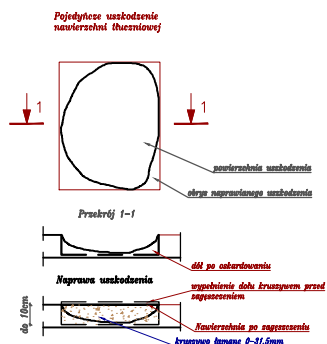 Pojedyńcze uszkodzenie
nawierzchni tłuczniowej
1
1
powierzchnia uszkodzenia
obrys naprawianego uszkodzenia
Przekrój 1-1
dół po oskardowaniu
Naprawa uszkodzenia
wypełnienie dołu kruszywem przed
zagęszczeniem
do 10cm
Nawierzchnia po zagęszczeniu
kruszywo łamane 0-31,5mm